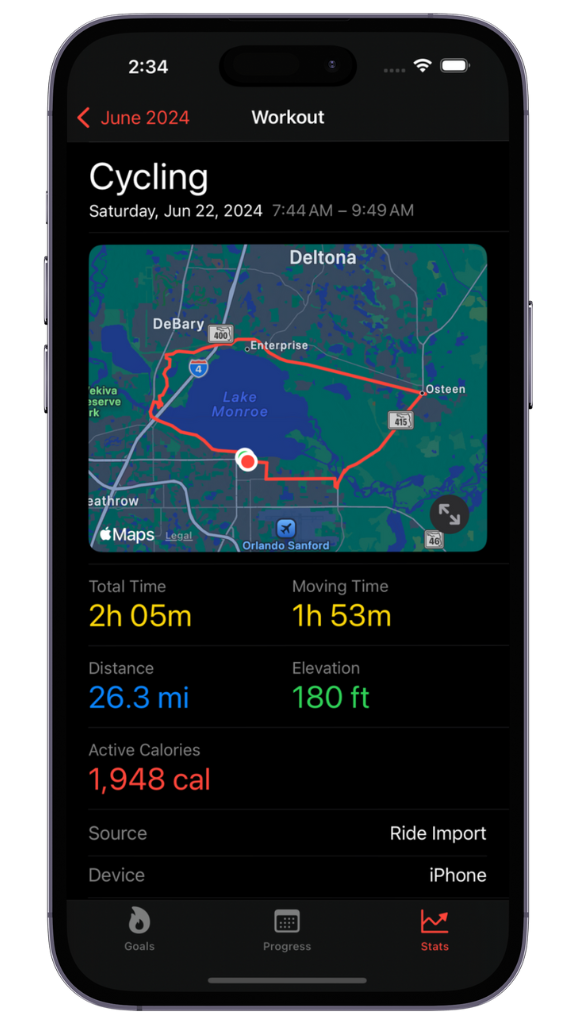 2:34
June 2024
Workout
Cycling
Saturday, Jun 22, 2024 7:44 AM – 9:49 AM
Deltona
DeBary
400
Enterprise
4
ekiva
eserve
rk
Osteen
Lake
Monroe
415
eathrow
Maps Legal
Orlando Sanford
46
Total Time
Moving Time
2h 05m
1h 53m
Distance
Elevation
26.3 mi
180 ft
Active Calories
1,948 cal
Source
Ride Import
Device
iPhone
Goals
Progress
Stats